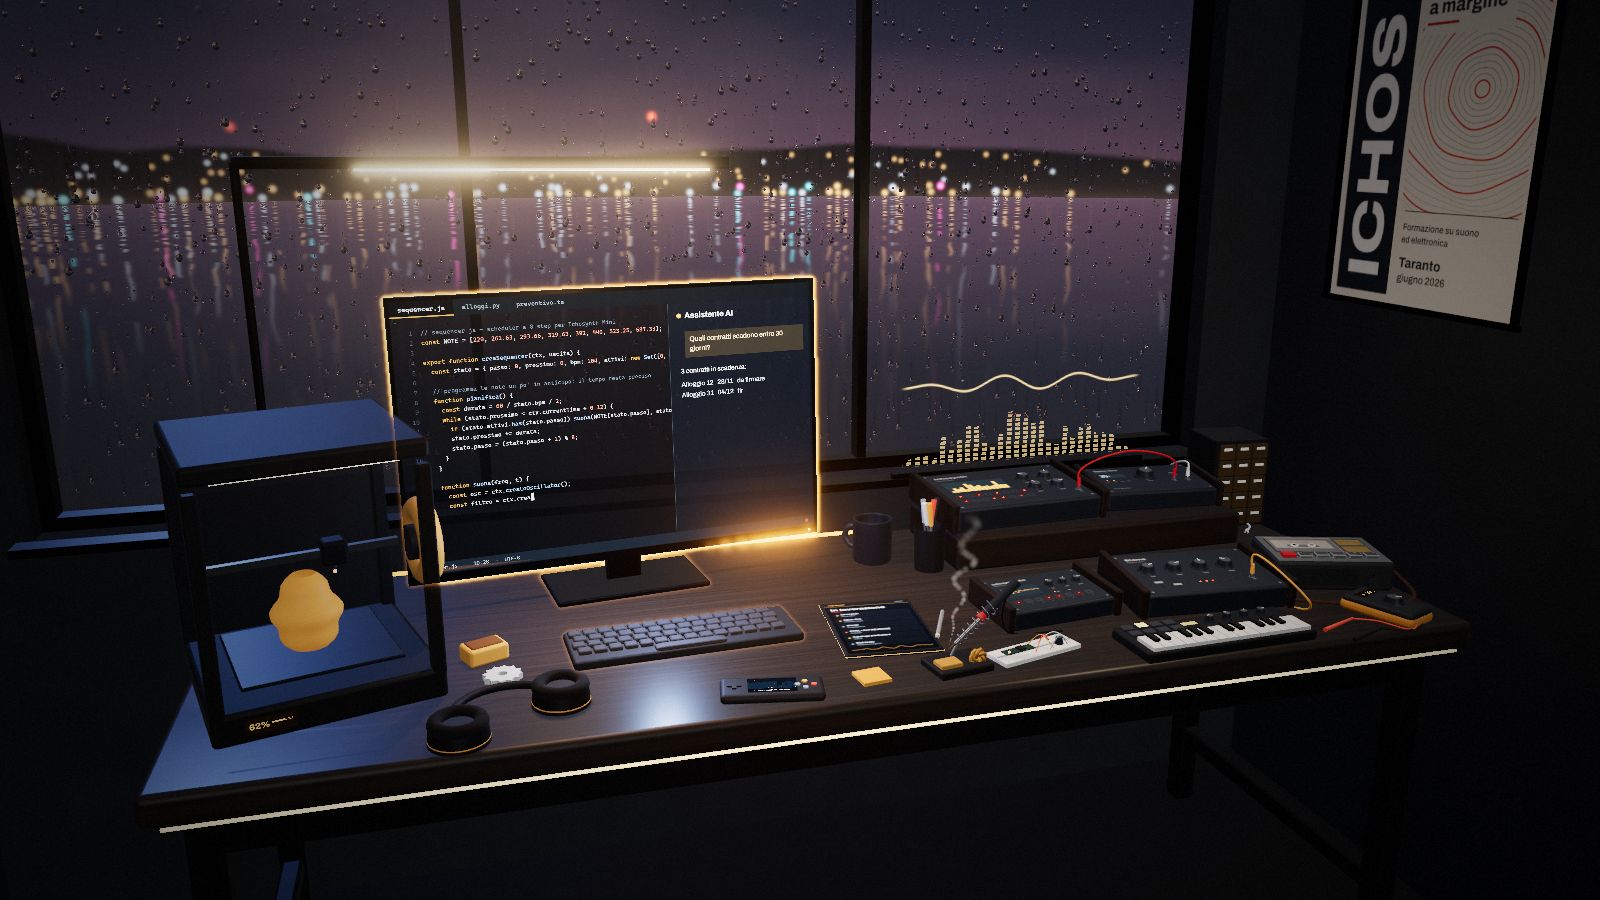 sequencer.js alloggi.py preventivo.ts
// sequencer.js — scheduler a 8 step per Ichosynth Mini
const NOTE = [220, 261.63, 293.66, 329.63, 392, 440, 523.25, 587.33];
export function creaSequencer(ctx, uscita) {
const stato = { passo: 0, prossimo: 0, bpm: 104, attivi: new Set([0,
// programma le note un po' in anticipo: il tempo resta preciso
function pianifica() {
const durata = 60 / stato.bpm / 2;
while (stato.prossimo < ctx.currentTime + 0.12) {
if (stato.attivi.has(stato.passo)) suona(NOTE[stato.passo], stato
stato.prossimo += durata;
stato.passo = (stato.passo + 1) % 8;
}
}
function suona(freq, t) {
const osc = ctx.createOscillator();
const filtro = ctx.crea
UTF-8
Assistente AI
Quali contratti scadono entro 30
giorni?
3 contratti in scadenza:
Alloggio 12 28/11 da firmare
Alloggio 31 04/12 fir
62%
ICHOS
a margine
Formazione su suono
ed elettronica
Taranto
giugno 2026